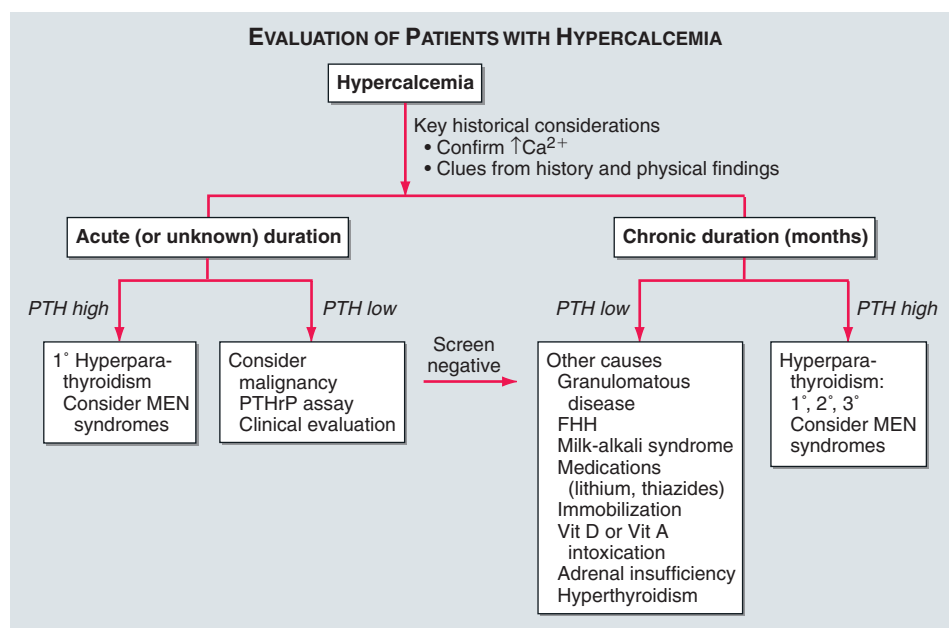 EVALUATION OF PATIENTS WITH HYPERCALCEMIA
Hypercalcemia
Key historical considerations
• Confirm ↑Ca2+
• Clues from history and physical findings
Acute (or unknown) duration
Chronic duration (months)
PTH high
PTH low
PTH low
PTH high
1° Hyperpara-
thyroidism
Consider MEN
syndromes
Consider
malignancy
PTHrP assay
Clinical evaluation
Screen
negative
Other causes
Granulomatous
disease
FHH
Milk-alkali syndrome
Medications
(lithium, thiazides)
Immobilization
Vit D or Vit A
intoxication
Adrenal insufficiency
Hyperthyroidism
Hyperpara-
thyroidism:
1°, 2°, 3°
Consider MEN
syndromes